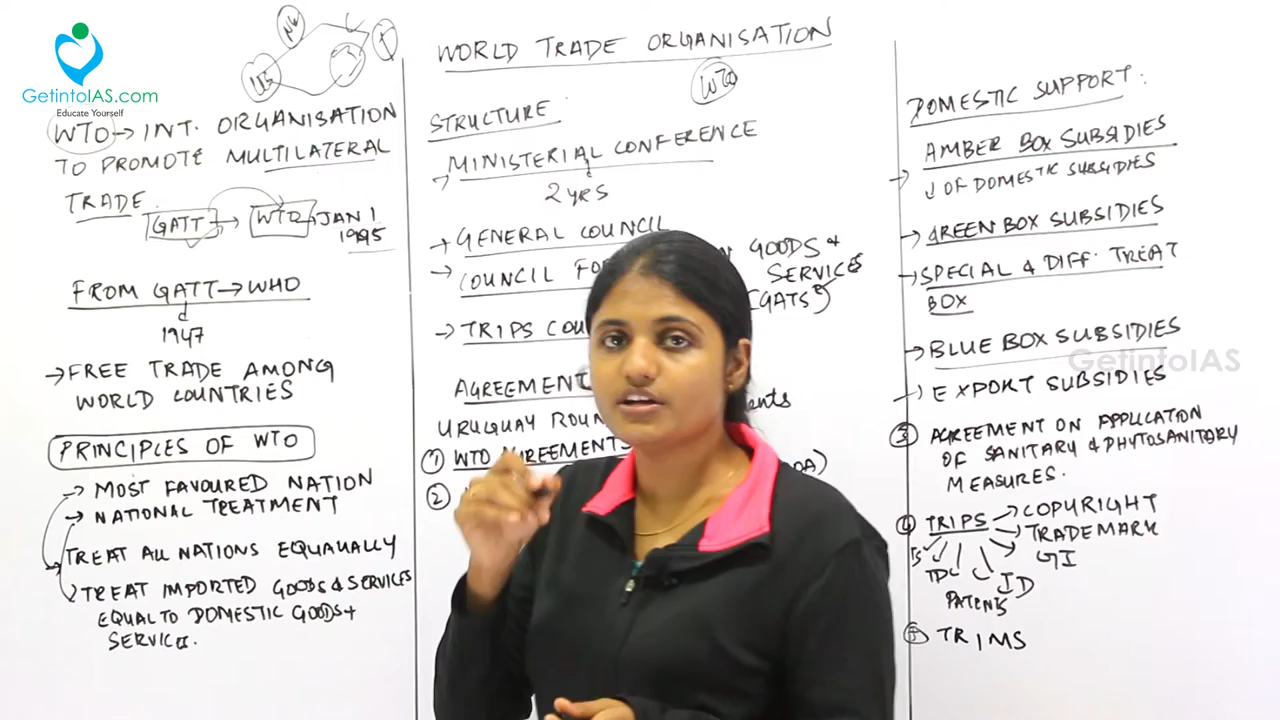 GetintoIAS.com
Educate Yourself
US
WTO → INT. ORGANISATION
TO PROMOTE MULTILATERAL
TRADE.
GATT → WTO → JAN 1
1995
FROM GATT → WHO
1947
→ FREE TRADE AMONG
WORLD COUNTRIES
PRINCIPLES OF WTO
→ MOST FAVOURED NATION
→ NATIONAL TREATMENT
TREAT ALL NATIONS EQUAUALLY
TREAT IMPORTED GOODS & SERVICES
EQUAL TO DOMESTIC GOODS +
SERVICES.
WORLD TRADE ORGANISATION
WTO
STRUCTURE
→ MINISTERIAL CONFERENCE
2 yrs
→ GENERAL COUNCIL
→ COUNCIL FO GOODS +
SERVICES
(GATS)
→ TRIPS COU
AGREEMENT
URUGUAY ROUN ents
① WTO AGREEMENTS
② OA)
DOMESTIC SUPPORT:
→ AMBER BOX SUBSIDIES
↓ OF DOMESTIC SUBSIDIES
→ GREEN BOX SUBSIDIES
→ SPECIAL & DIFF. TREAT
BOX
→ BLUE BOX SUBSIDIES
GetintoIAS
→ EXPORT SUBSIDIES
③ AGREEMENT ON APPLICATION
OF SANITARY & PHYTOSANITARY
MEASURES.
④ TRIPS → COPYRIGHT
→ TRADEMARK
→ GI
ID
PATENTS
⑤ TRIMS